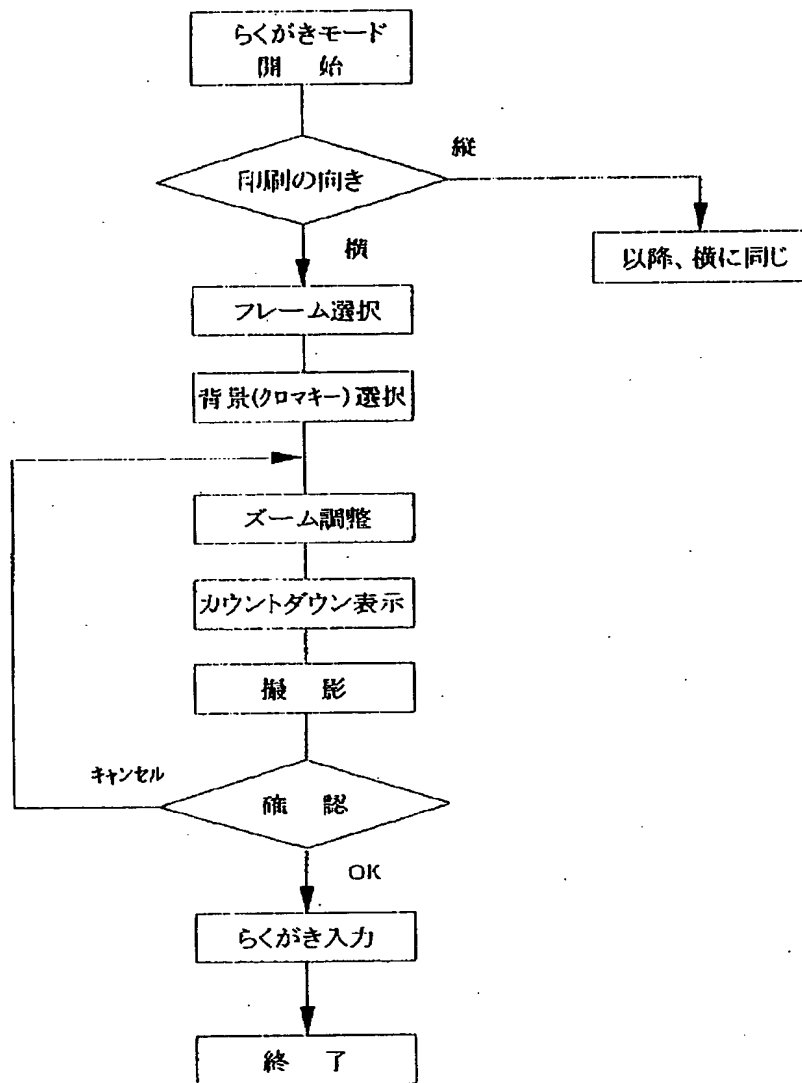 らくがきモード
開 始
印刷の向き
縦
横
以降、横に同じ
フレーム選択
背景(クロマキー)選択
ズーム調整
カウントダウン表示
撮 影
キャンセル
確 認
OK
らくがき入力
終 了